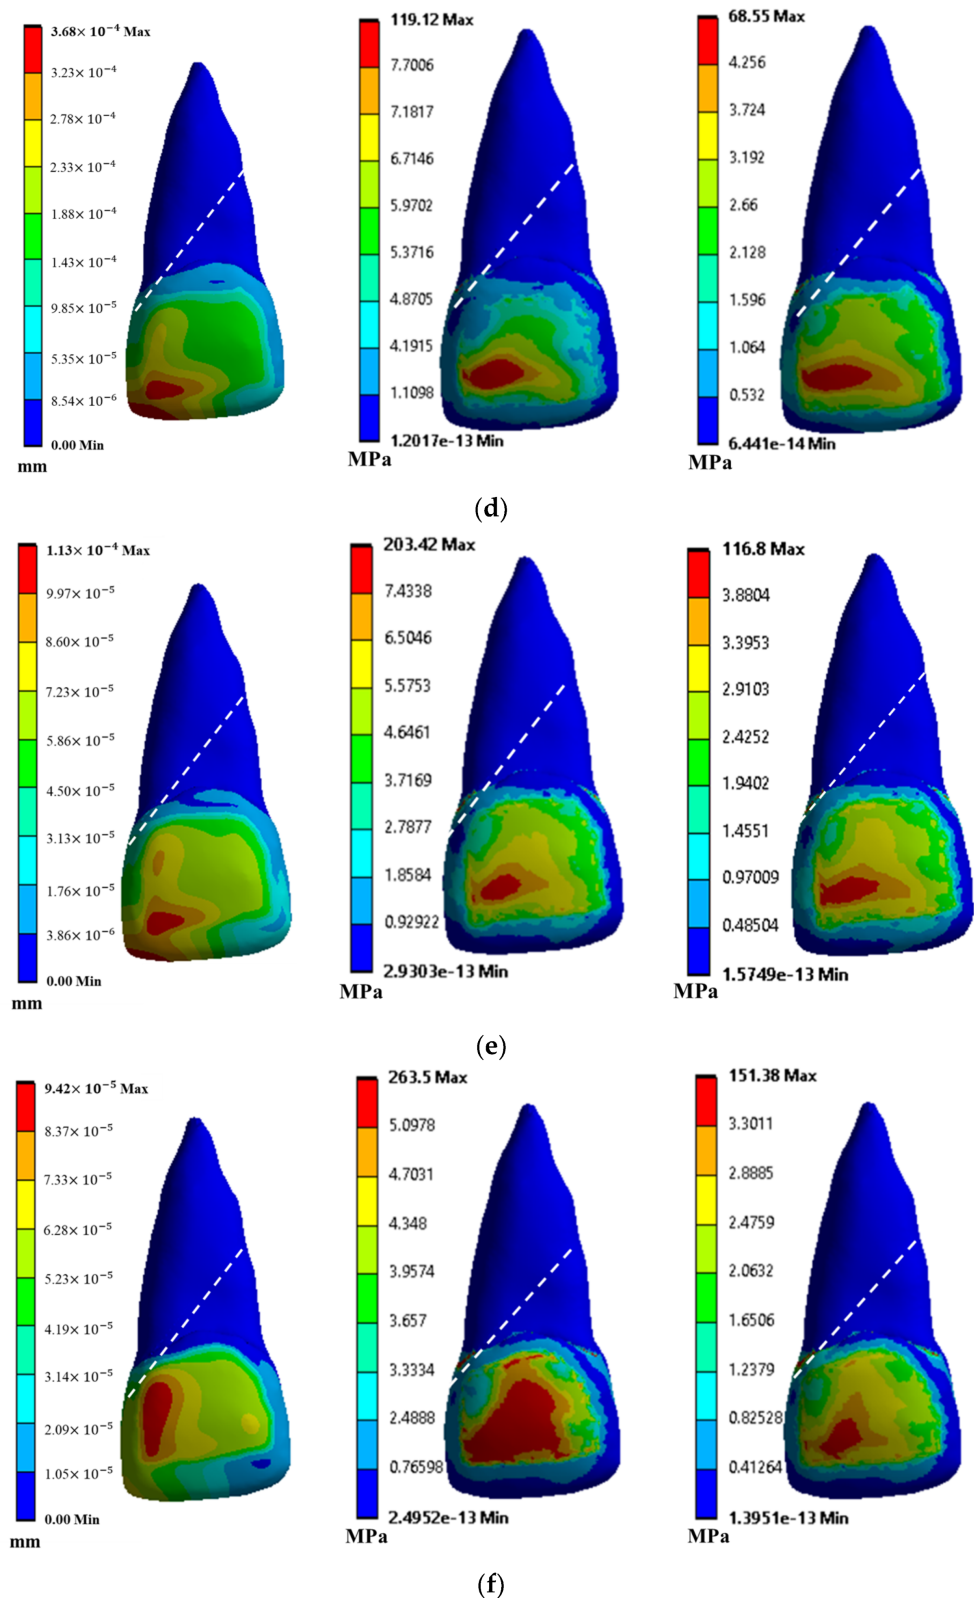 3.68× 10⁻⁴ Max
3.23× 10⁻⁴
2.78× 10⁻⁴
2.33× 10⁻⁴
1.88× 10⁻⁴
1.43× 10⁻⁴
9.85× 10⁻⁵
5.35× 10⁻⁵
8.54× 10⁻⁶
0.00 Min
mm
119.12 Max
7.7006
7.1817
6.7146
5.9702
5.3716
4.8705
4.1915
1.1098
1.2017e-13 Min
MPa
68.55 Max
4.256
3.724
3.192
2.66
2.128
1.596
1.064
0.532
6.441e-14 Min
MPa
(d)
1.13× 10⁻⁴ Max
9.97× 10⁻⁵
8.60× 10⁻⁵
7.23× 10⁻⁵
5.86× 10⁻⁵
4.50× 10⁻⁵
3.13× 10⁻⁵
1.76× 10⁻⁵
3.86× 10⁻⁶
0.00 Min
mm
203.42 Max
7.4338
6.5046
5.5753
4.6461
3.7169
2.7877
1.8584
0.92922
2.9303e-13 Min
MPa
116.8 Max
3.8804
3.3953
2.9103
2.4252
1.9402
1.4551
0.97009
0.48504
1.5749e-13 Min
MPa
(e)
9.42× 10⁻⁵ Max
8.37× 10⁻⁵
7.33× 10⁻⁵
6.28× 10⁻⁵
5.23× 10⁻⁵
4.19× 10⁻⁵
3.14× 10⁻⁵
2.09× 10⁻⁵
1.05× 10⁻⁵
0.00 Min
mm
263.5 Max
5.0978
4.7031
4.348
3.9574
3.657
3.3334
2.4888
0.76598
2.4952e-13 Min
MPa
151.38 Max
3.3011
2.8885
2.4759
2.0632
1.6506
1.2379
0.82528
0.41264
1.3951e-13 Min
MPa
(f)